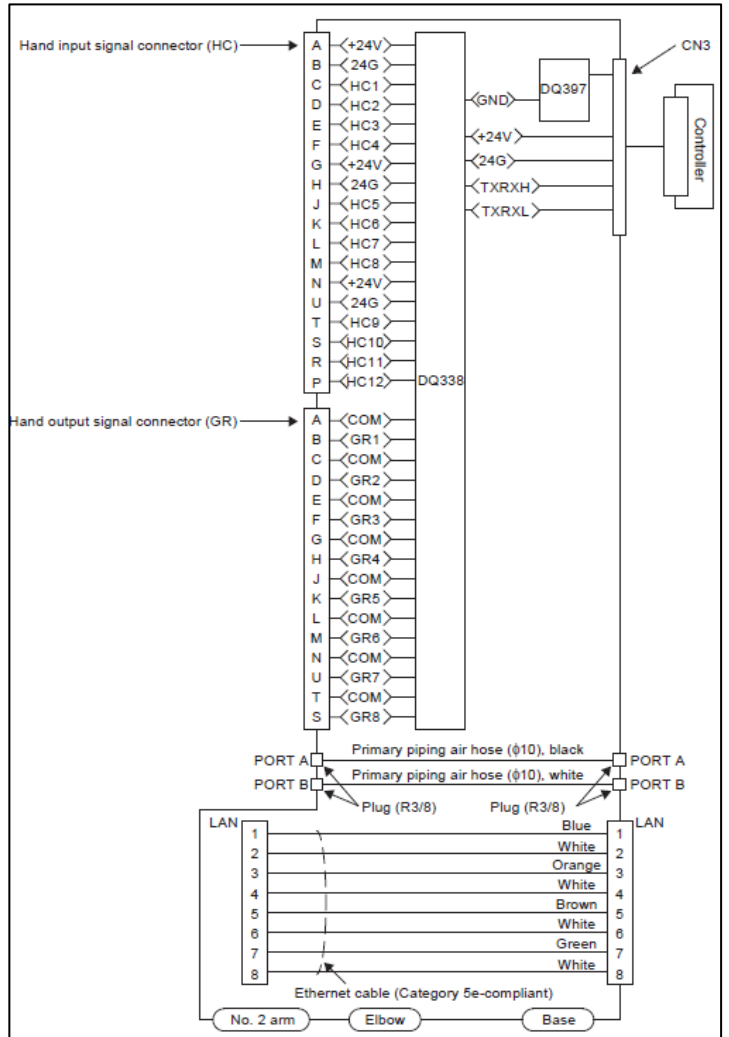 Hand input signal connector (HC)
A <+24V>
B <24G>
C <HC1>
D <HC2>
E <HC3>
F <HC4>
G <+24V>
H <24G>
J <HC5>
K <HC6>
L <HC7>
M <HC8>
N <+24V>
U <24G>
T <HC9>
S <HC10>
R <HC11>
P <HC12>
DQ338
<GND>
DQ397
<+24V>
<24G>
<TXRXH>
<TXRXL>
CN3
Controller
Hand output signal connector (GR)
A <COM>
B <GR1>
C <COM>
D <GR2>
E <COM>
F <GR3>
G <COM>
H <GR4>
J <COM>
K <GR5>
L <COM>
M <GR6>
N <COM>
U <GR7>
T <COM>
S <GR8>
PORT A Primary piping air hose (ϕ10), black PORT A
PORT B Primary piping air hose (ϕ10), white PORT B
Plug (R3/8) Plug (R3/8)
LAN LAN
1 Blue 1
2 White 2
3 Orange 3
4 White 4
5 Brown 5
6 White 6
7 Green 7
8 White 8
Ethernet cable (Category 5e-compliant)
No. 2 arm Elbow Base